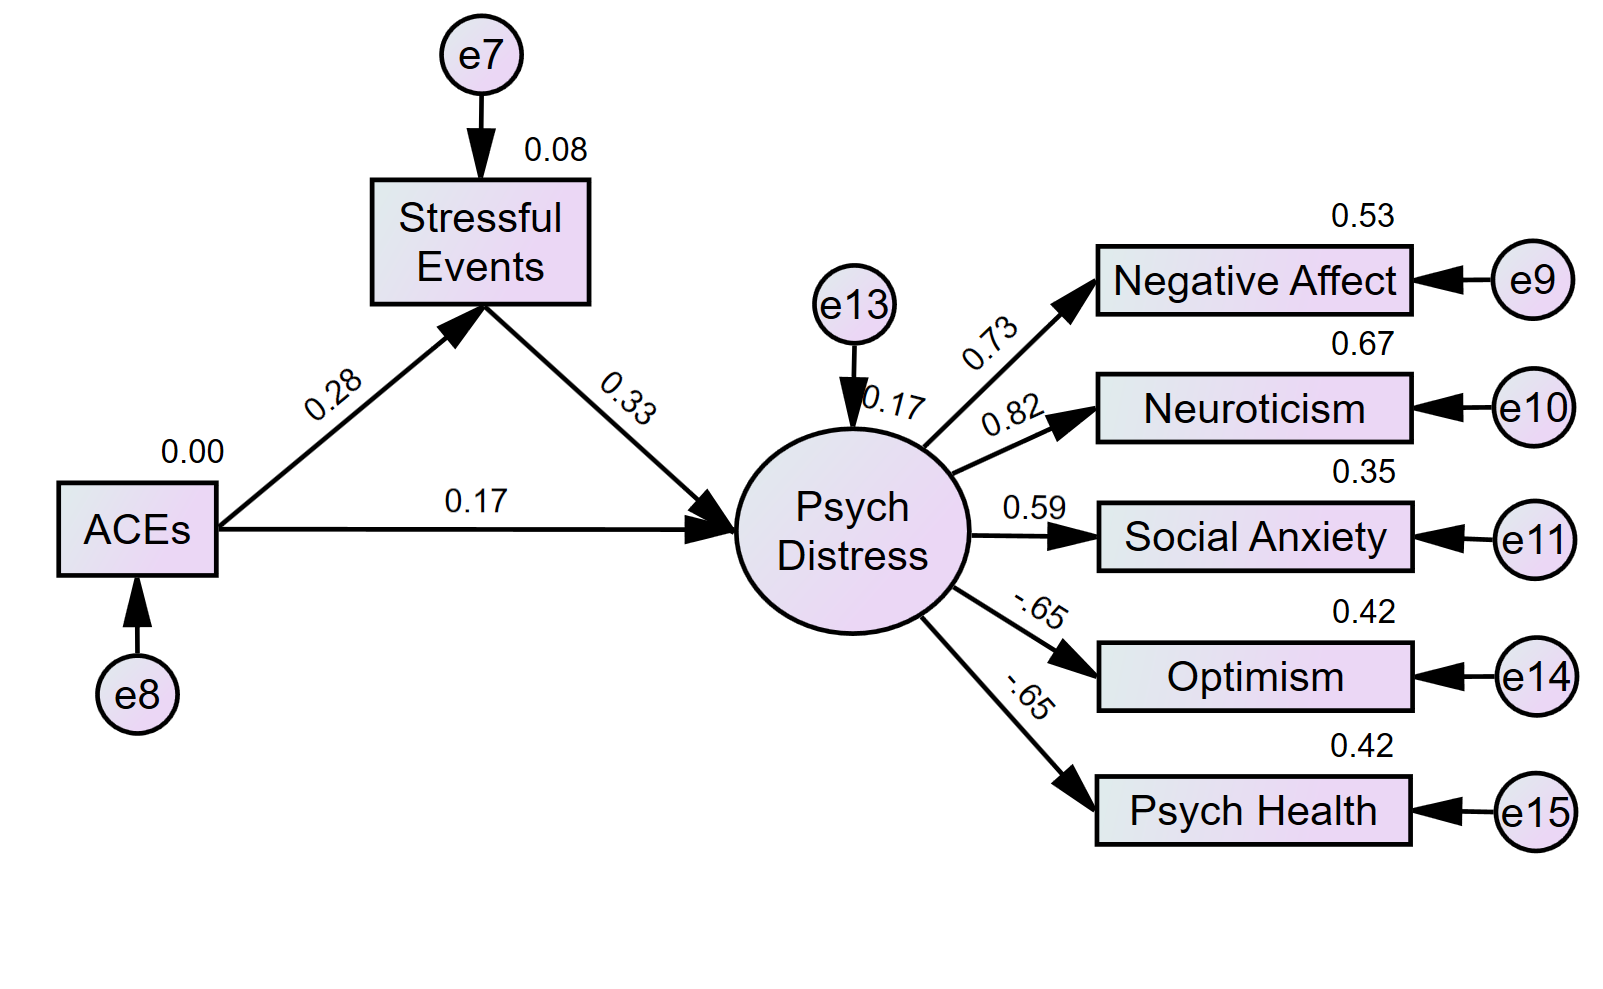 e7
0.08
Stressful
Events
0.28
0.33
0.00
ACEs
e8
0.17
e13
0.17
Psych
Distress
0.73
0.82
0.59
-.65
-.65
0.53
Negative Affect
e9
0.67
Neuroticism
e10
0.35
Social Anxiety
e11
0.42
Optimism
e14
0.42
Psych Health
e15